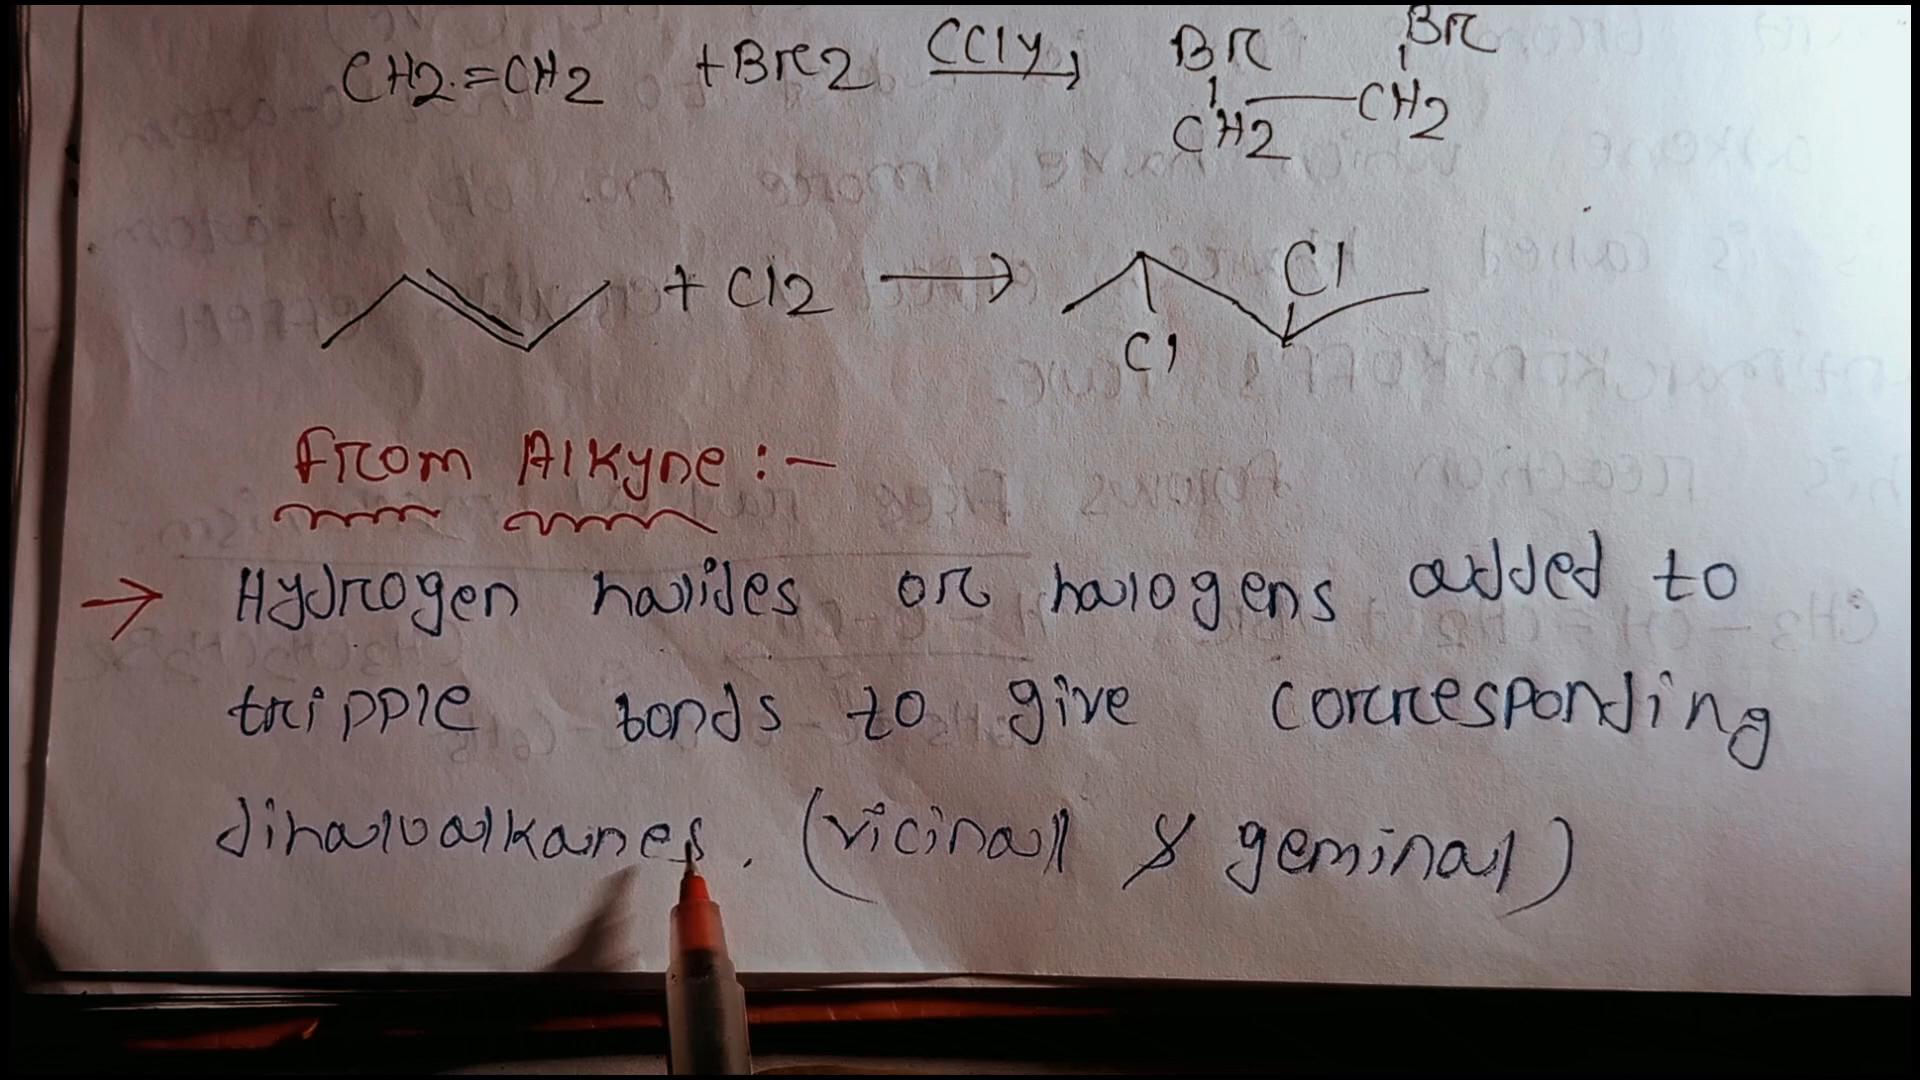 CH2=CH2 +Br2 CCl4 Br Br
CH2—CH2
+ Cl2 → Cl
Cl
From Alkyne :-
→ Hydrogen halides or halogens added to
tripple bonds to give corresponding
dihaloalkanes. (vicinal & geminal)